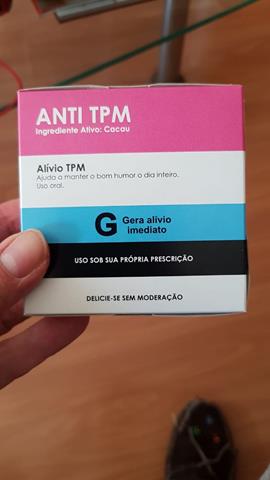 ANTI TPM
Ingrediente Ativo: Cacau
Alívio TPM
Ajuda a manter o bom humor o dia inteiro.
Uso oral.
G Gera alívio
imediato
USO SOB SUA PRÓPRIA PRESCRIÇÃO
DELICIE-SE SEM MODERAÇÃO